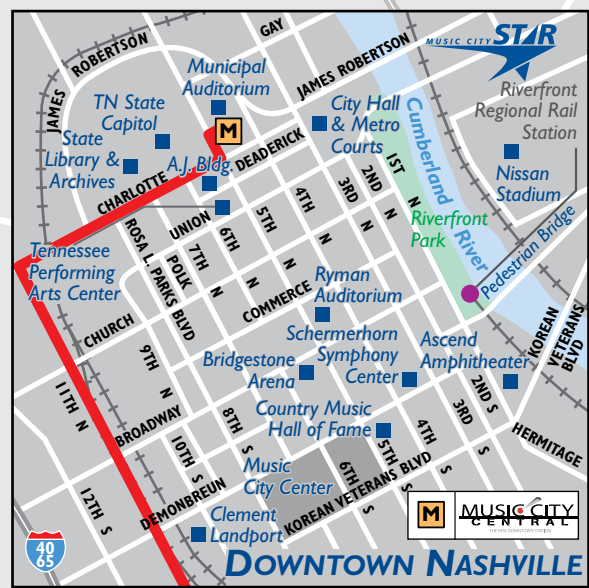 GAY
MUSIC CITY STAR
JAMES ROBERTSON
Municipal
Auditorium
JAMES ROBERTSON
Riverfront
Regional Rail
Station
TN State
Capitol
City Hall
& Metro
Courts
M
State
Library &
Archives
A.J. Bldg.
DEADERICK
Cumberland
River
Nissan
Stadium
CHARLOTTE
UNION
1ST N
2ND N
3RD N
4TH N
5TH N
6TH N
7TH N
POLK
ROSA L. PARKS BLVD
Riverfront
Park
Tennessee
Performing
Arts Center
Pedestrian Bridge
Ryman
Auditorium
COMMERCE
CHURCH
Schermerhorn
Symphony
Center
Ascend
Amphitheater
KOREAN
VETERANS
BLVD
9TH N
Bridgestone
Arena
11TH N
BROADWAY
8TH S
Country Music
Hall of Fame
2ND S
3RD S
4TH S
5TH S
6TH S
HERMITAGE
10TH S
Music
City Center
KOREAN VETERANS BLVD
12TH S
DEMONBREUN
Clement
Landport
M
MUSIC CITY
CENTRAL
40
65
DOWNTOWN NASHVILLE